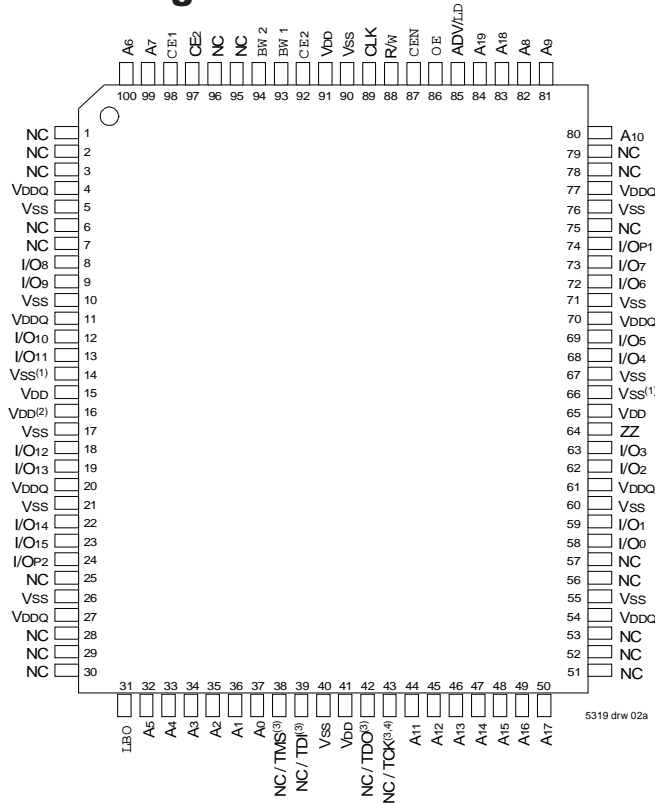 A6
A7
CE1
CE2
NC
NC
BW2
BW1
CE2
VDD
VSS
CLK
R/W
CEN
OE
ADV/LD
A19
A18
A8
A9
100 99 98 97 96 95 94 93 92 91 90 89 88 87 86 85 84 83 82 81
NC 1
NC 2
NC 3
VDDQ 4
VSS 5
NC 6
NC 7
I/O8 8
I/O9 9
VSS 10
VDDQ 11
I/O10 12
I/O11 13
VSS(1) 14
VDD 15
VDD(2) 16
VSS 17
I/O12 18
I/O13 19
VDDQ 20
VSS 21
I/O14 22
I/O15 23
I/OP2 24
NC 25
VSS 26
VDDQ 27
NC 28
NC 29
NC 30
80 A10
79 NC
78 NC
77 VDDQ
76 VSS
75 NC
74 I/OP1
73 I/O7
72 I/O6
71 VSS
70 VDDQ
69 I/O5
68 I/O4
67 VSS
66 VSS(1)
65 VDD
64 ZZ
63 I/O3
62 I/O2
61 VDDQ
60 VSS
59 I/O1
58 I/O0
57 NC
56 NC
55 VSS
54 VDDQ
53 NC
52 NC
51 NC
31 32 33 34 35 36 37 38 39 40 41 42 43 44 45 46 47 48 49 50
LBO
A5
A4
A3
A2
A1
A0
NC / TMS(3)
NC / TDI(3)
VSS
VDD
NC / TDO(3)
NC / TCK(3,4)
A11
A12
A13
A14
A15
A16
A17
5319 drw 02a